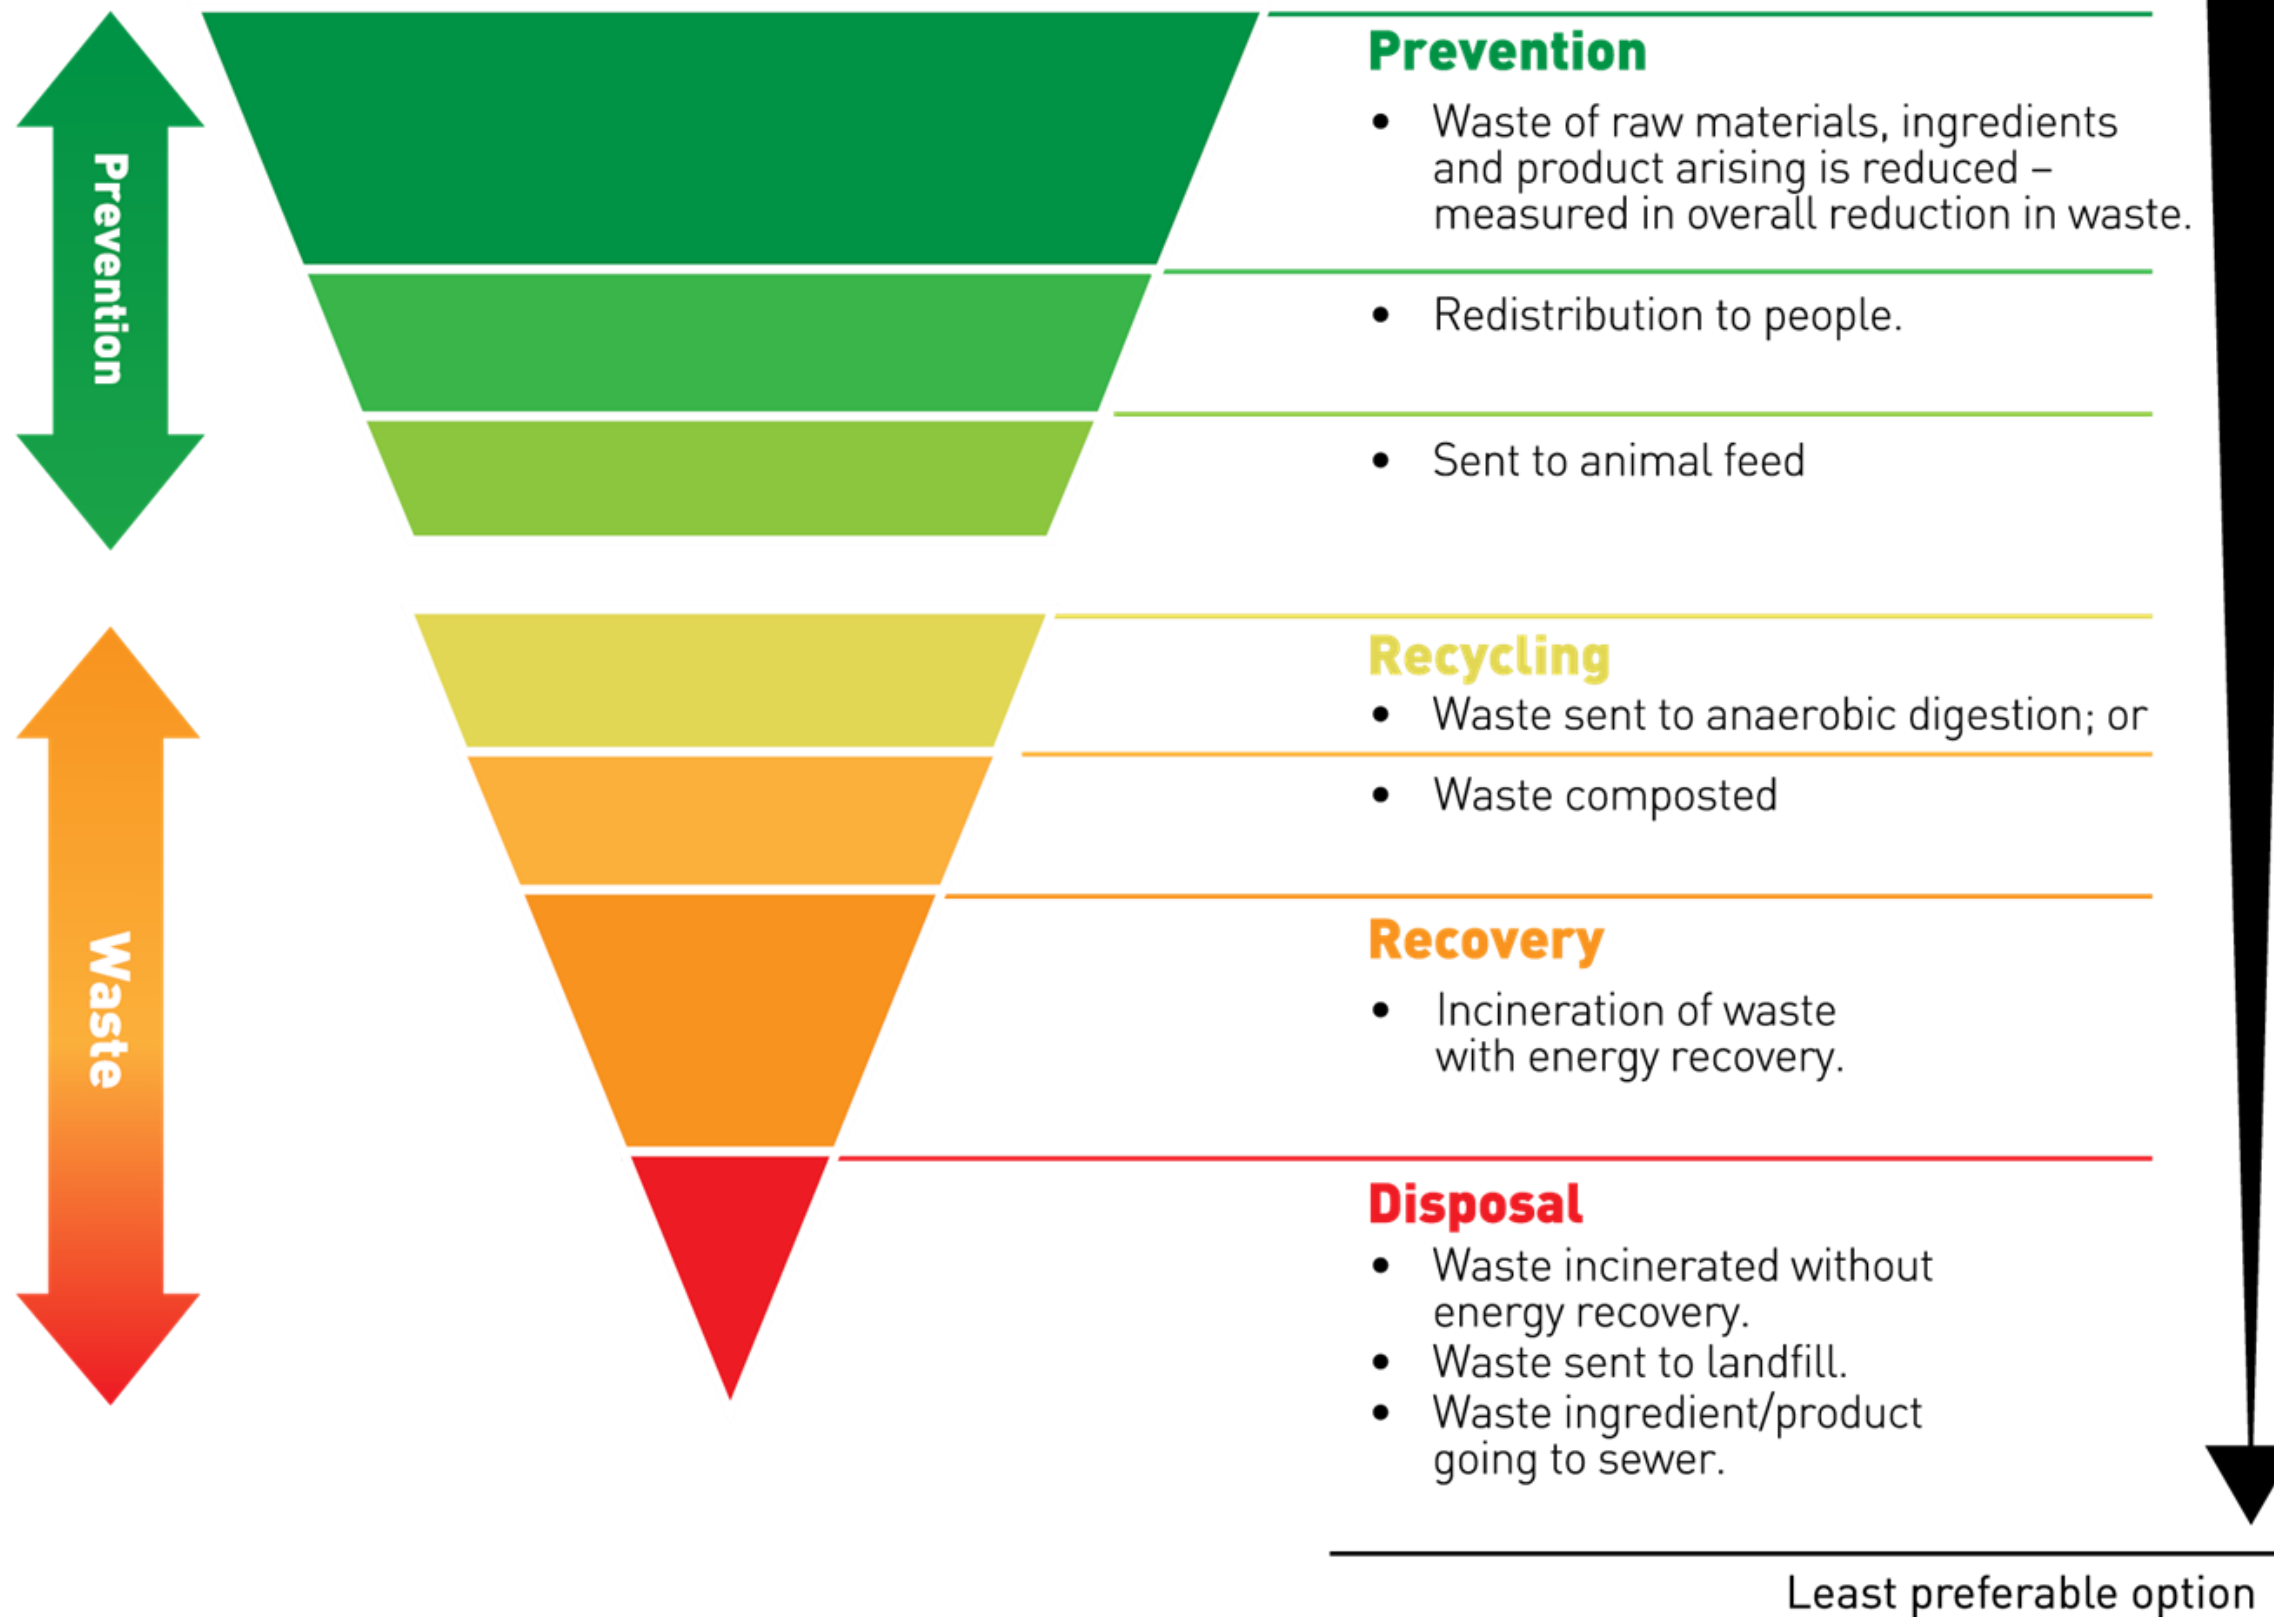 Prevention
Prevention
• Waste of raw materials, ingredients
and product arising is reduced –
measured in overall reduction in waste.
• Redistribution to people.
• Sent to animal feed
Waste
Recycling
• Waste sent to anaerobic digestion; or
• Waste composted
Recovery
• Incineration of waste
with energy recovery.
Disposal
• Waste incinerated without
energy recovery.
• Waste sent to landfill.
• Waste ingredient/product
going to sewer.
Least preferable option